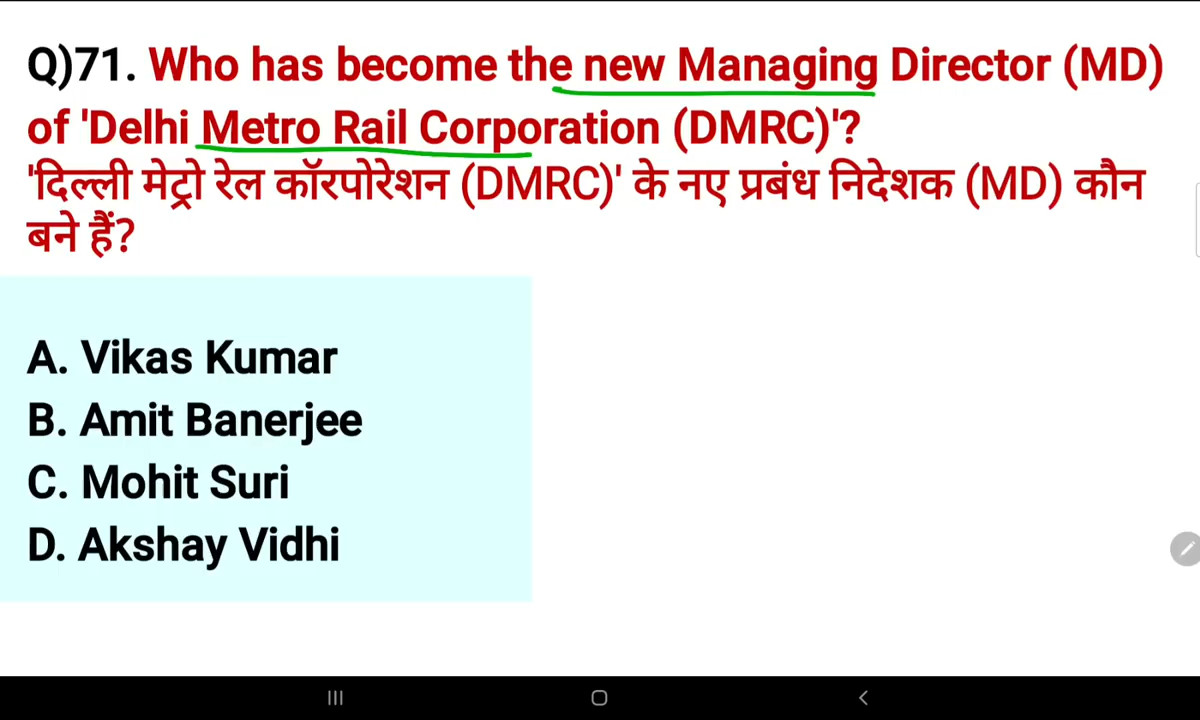 Q)71. Who has become the new Managing Director (MD)
of 'Delhi Metro Rail Corporation (DMRC)'?
'दिल्ली मेट्रो रेल कॉरपोरेशन (DMRC)' के नए प्रबंध निदेशक (MD) कौन
बने हैं?
A. Vikas Kumar
B. Amit Banerjee
C. Mohit Suri
D. Akshay Vidhi